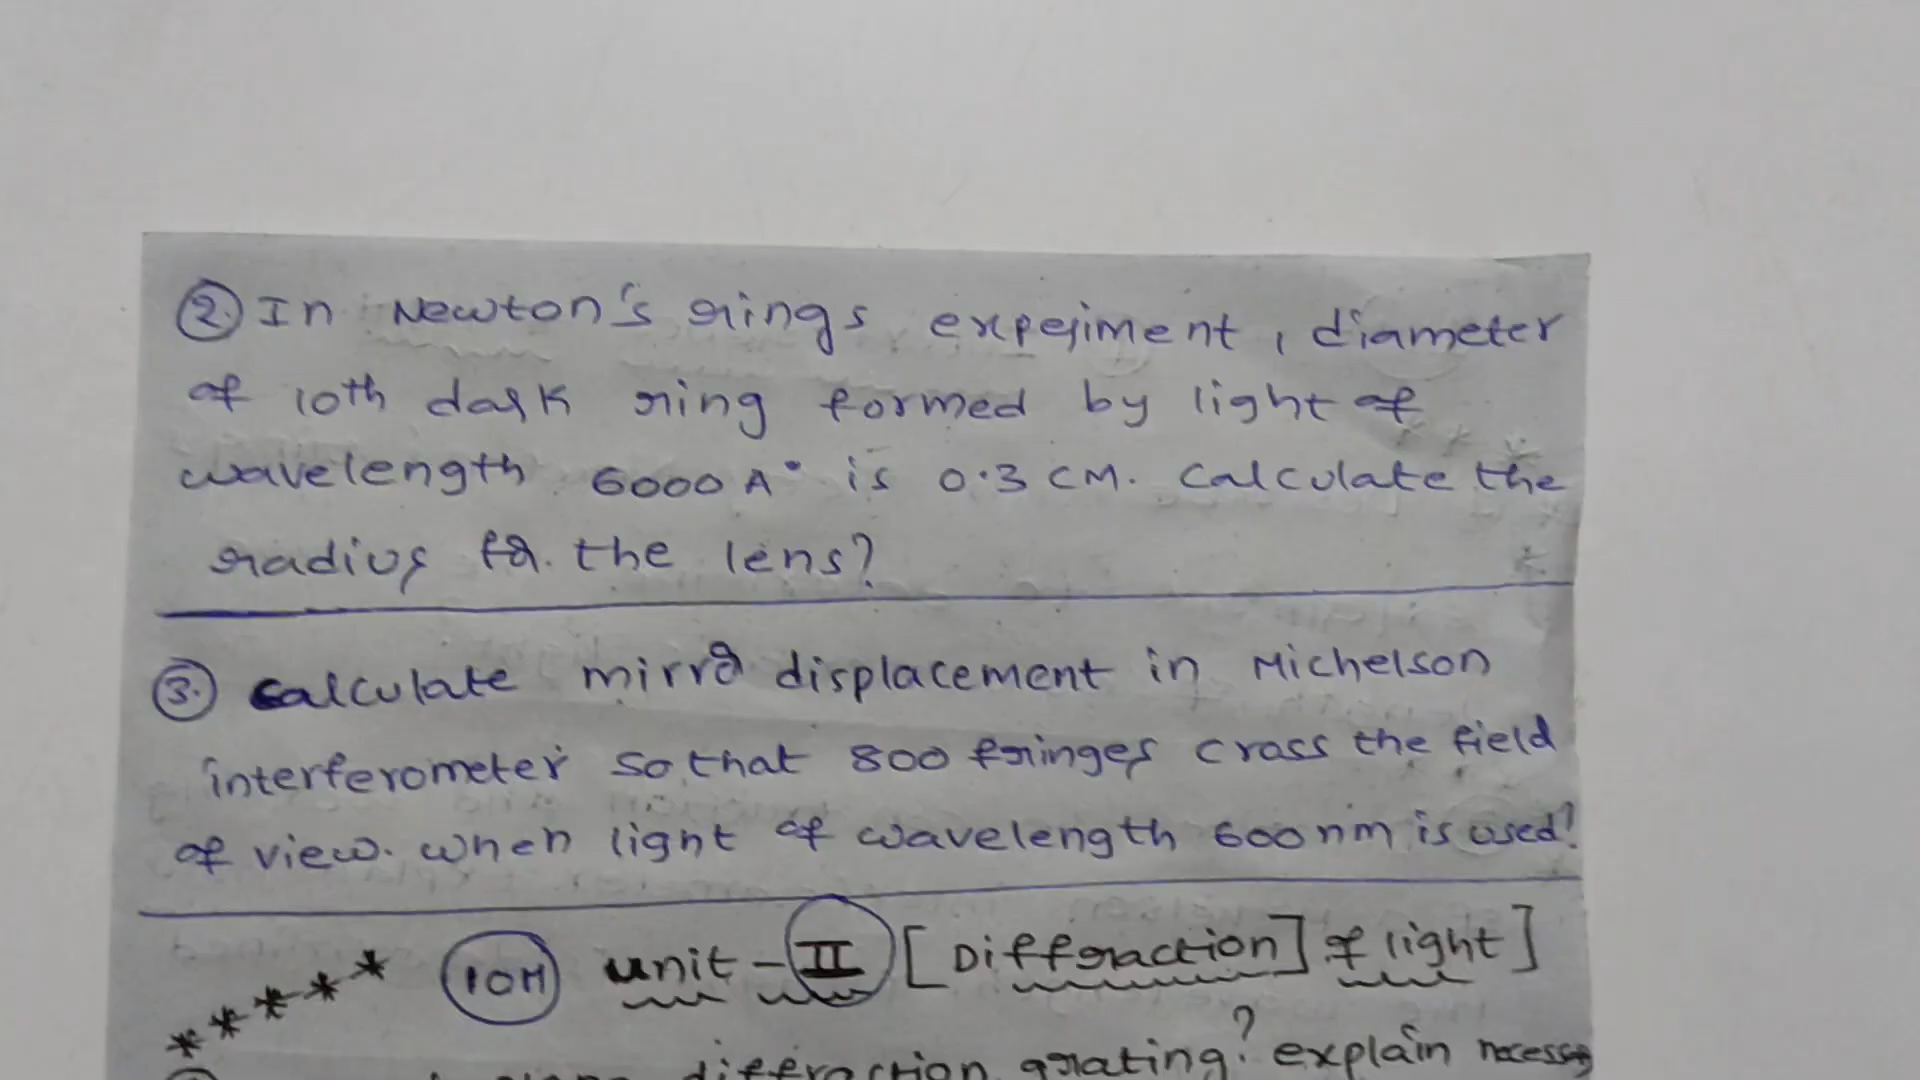 ② In Newton's rings experiment, diameter
of 10th dark ring formed by light of
wavelength 6000 A° is 0.3 CM. Calculate the
radius for the lens?
③ Calculate mirror displacement in Michelson
interferometer so that 800 fringes cross the field
of view. when light of wavelength 600 nm is used?
***** 10M unit - II [Diffraction] of light]
diffraction grating? explain